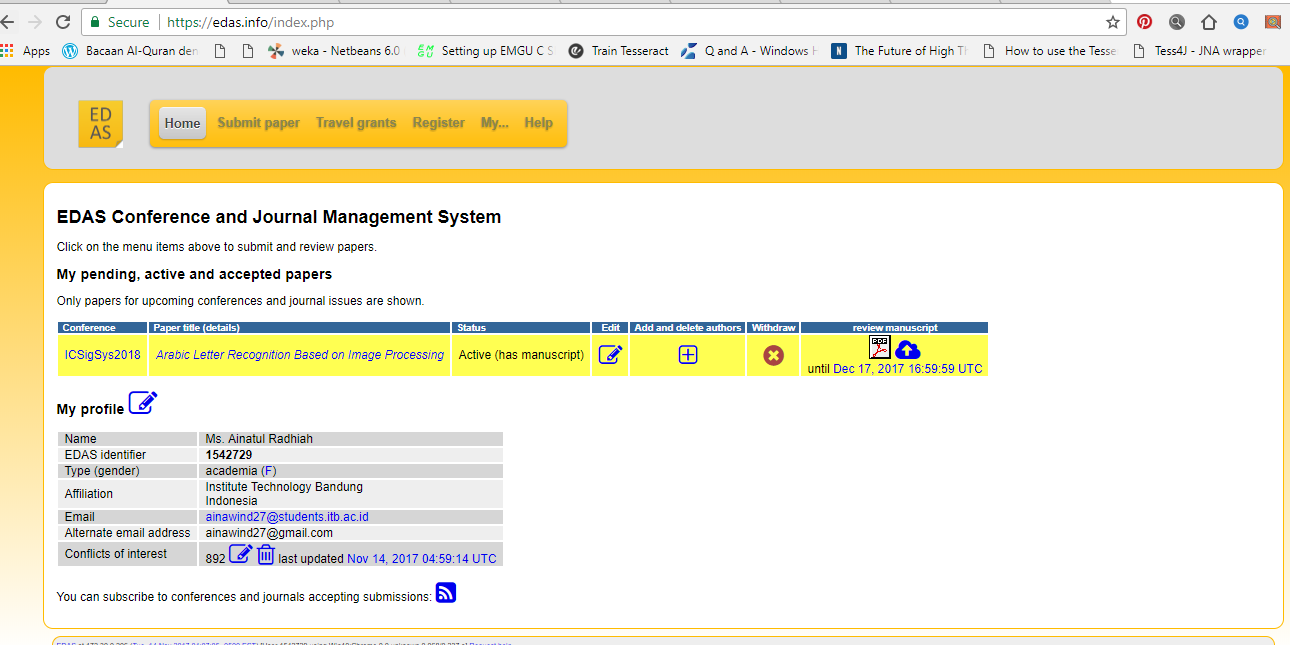 Secure https://edas.info/index.php
Apps Bacaan Al-Quran den weka - Netbeans 6.0 Setting up EMGU C S Train Tesseract Q and A - Windows The Future of High Th How to use the Tesse Tess4J - JNA wrapper
ED
AS
Home Submit paper Travel grants Register My... Help
EDAS Conference and Journal Management System
Click on the menu items above to submit and review papers.
My pending, active and accepted papers
Only papers for upcoming conferences and journal issues are shown.
Conference Paper title (details) Status Edit Add and delete authors Withdraw review manuscript
ICSigSys2018 Arabic Letter Recognition Based on Image Processing Active (has manuscript) PDF
until Dec 17, 2017 16:59:59 UTC
My profile
Name Ms. Ainatul Radhiah
EDAS identifier 1542729
Type (gender) academia (F)
Affiliation Institute Technology Bandung
Indonesia
Email ainawind27@students.itb.ac.id
Alternate email address ainawind27@gmail.com
Conflicts of interest 892 last updated Nov 14, 2017 04:59:14 UTC
You can subscribe to conferences and journals accepting submissions: